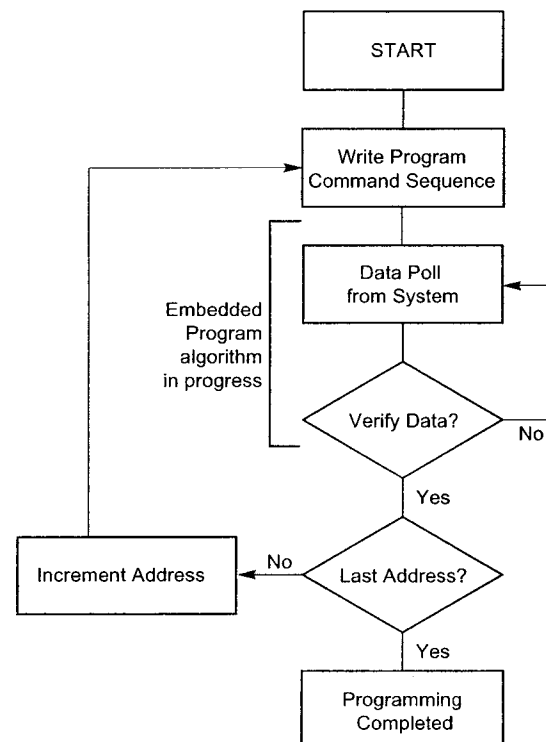 START
Write Program
Command Sequence
Data Poll
from System
Embedded
Program
algorithm
in progress
Verify Data?
No
Yes
Increment Address
No
Last Address?
Yes
Programming
Completed